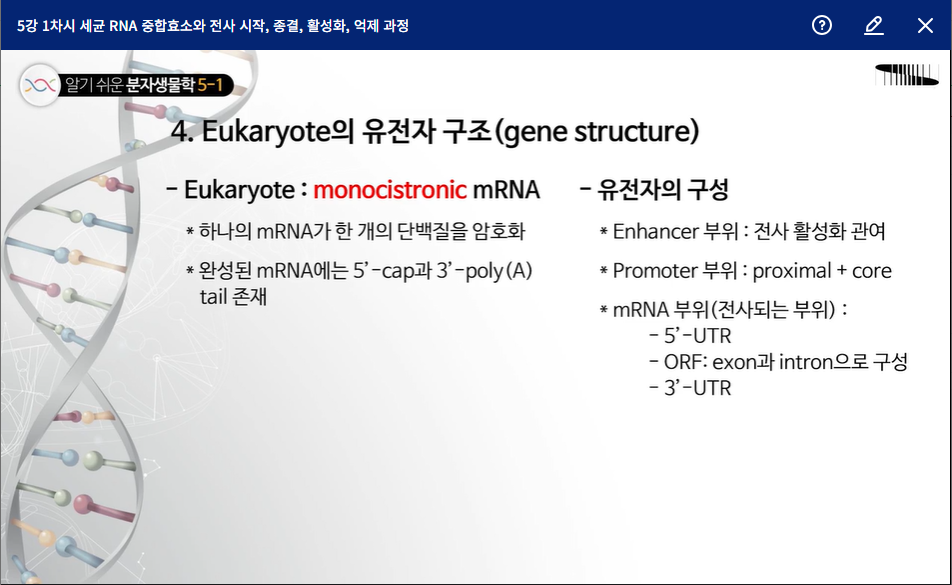 5강 1차시 세균 RNA 중합효소와 전사 시작, 종결, 활성화, 억제 과정
알기 쉬운 분자생물학 5-1
4. Eukaryote의 유전자 구조(gene structure)
- Eukaryote : monocistronic mRNA
* 하나의 mRNA가 한 개의 단백질을 암호화
* 완성된 mRNA에는 5’-cap과 3’-poly(A)
tail 존재
- 유전자의 구성
* Enhancer 부위 : 전사 활성화 관여
* Promoter 부위 : proximal + core
* mRNA 부위(전사되는 부위) :
- 5’-UTR
- ORF: exon과 intron으로 구성
- 3’-UTR